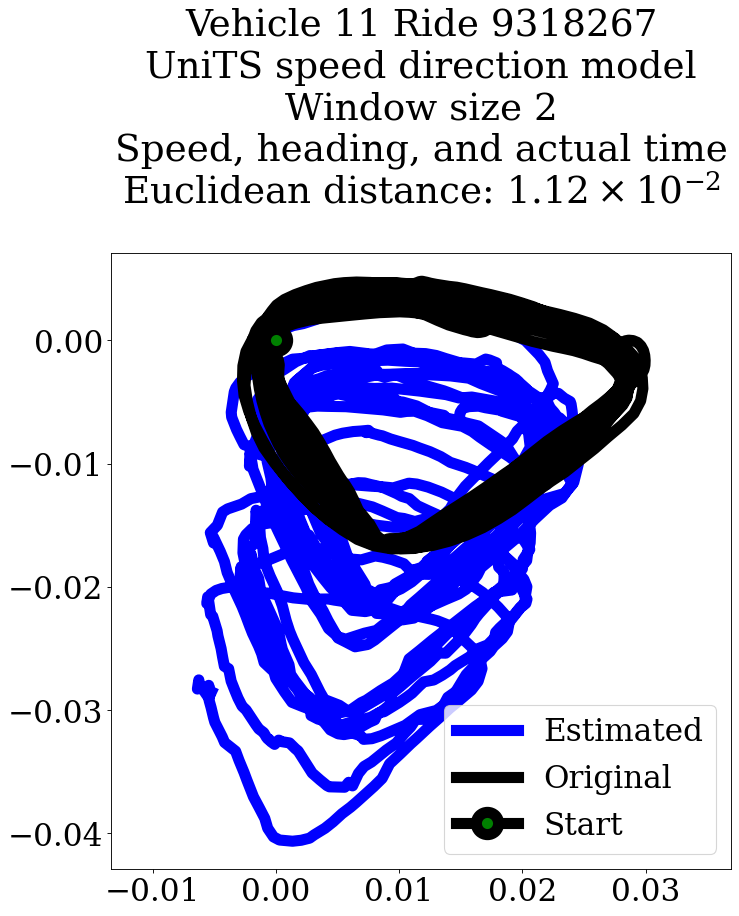 Vehicle 11 Ride 9318267
UniTS speed direction model
Window size 2
Speed, heading, and actual time
Euclidean distance: 1.12 × 10⁻²
0.00
−0.01
−0.02
−0.03
−0.04
Estimated
Original
Start
−0.01 0.00 0.01 0.02 0.03